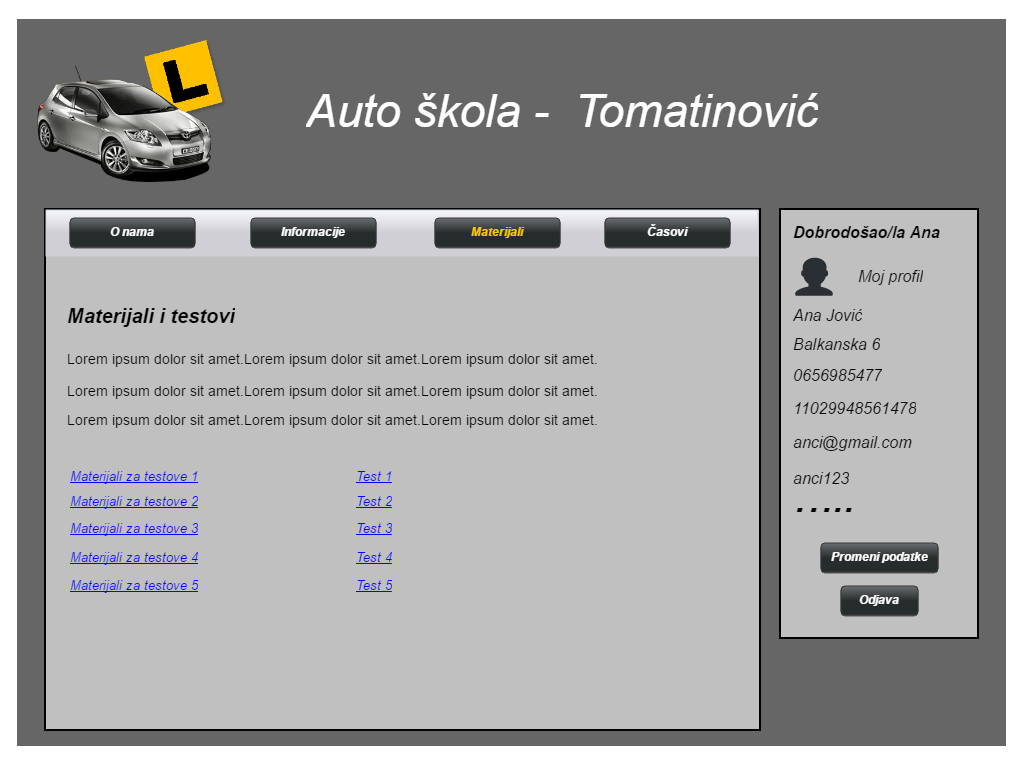 L
Auto škola - Tomatinović
O nama
Informacije
Materijali
Časovi
Materijali i testovi
Lorem ipsum dolor sit amet.Lorem ipsum dolor sit amet.Lorem ipsum dolor sit amet.
Lorem ipsum dolor sit amet.Lorem ipsum dolor sit amet.Lorem ipsum dolor sit amet.
Lorem ipsum dolor sit amet.Lorem ipsum dolor sit amet.Lorem ipsum dolor sit amet.
Materijali za testove 1
Test 1
Materijali za testove 2
Test 2
Materijali za testove 3
Test 3
Materijali za testove 4
Test 4
Materijali za testove 5
Test 5
Dobrodošao/la Ana
Moj profil
Ana Jović
Balkanska 6
0656985477
11029948561478
anci@gmail.com
anci123
.....
Promeni podatke
Odjava